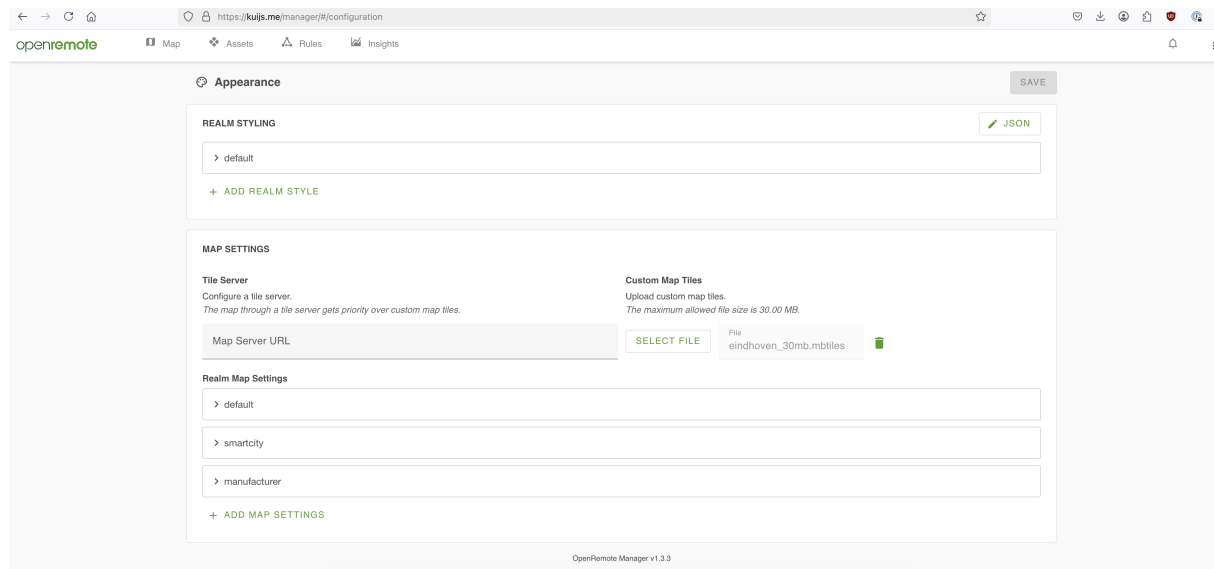 https://kuijs.me/manager/#/configuration
openremote
Map
Assets
Rules
Insights
Appearance
SAVE
REALM STYLING
JSON
default
+ ADD REALM STYLE
MAP SETTINGS
Tile Server
Configure a tile server.
The map through a tile server gets priority over custom map tiles.
Map Server URL
Custom Map Tiles
Upload custom map tiles.
The maximum allowed file size is 30.00 MB.
SELECT FILE
File
eindhoven_30mb.mbtiles
Realm Map Settings
default
smartcity
manufacturer
+ ADD MAP SETTINGS
OpenRemote Manager v1.3.3